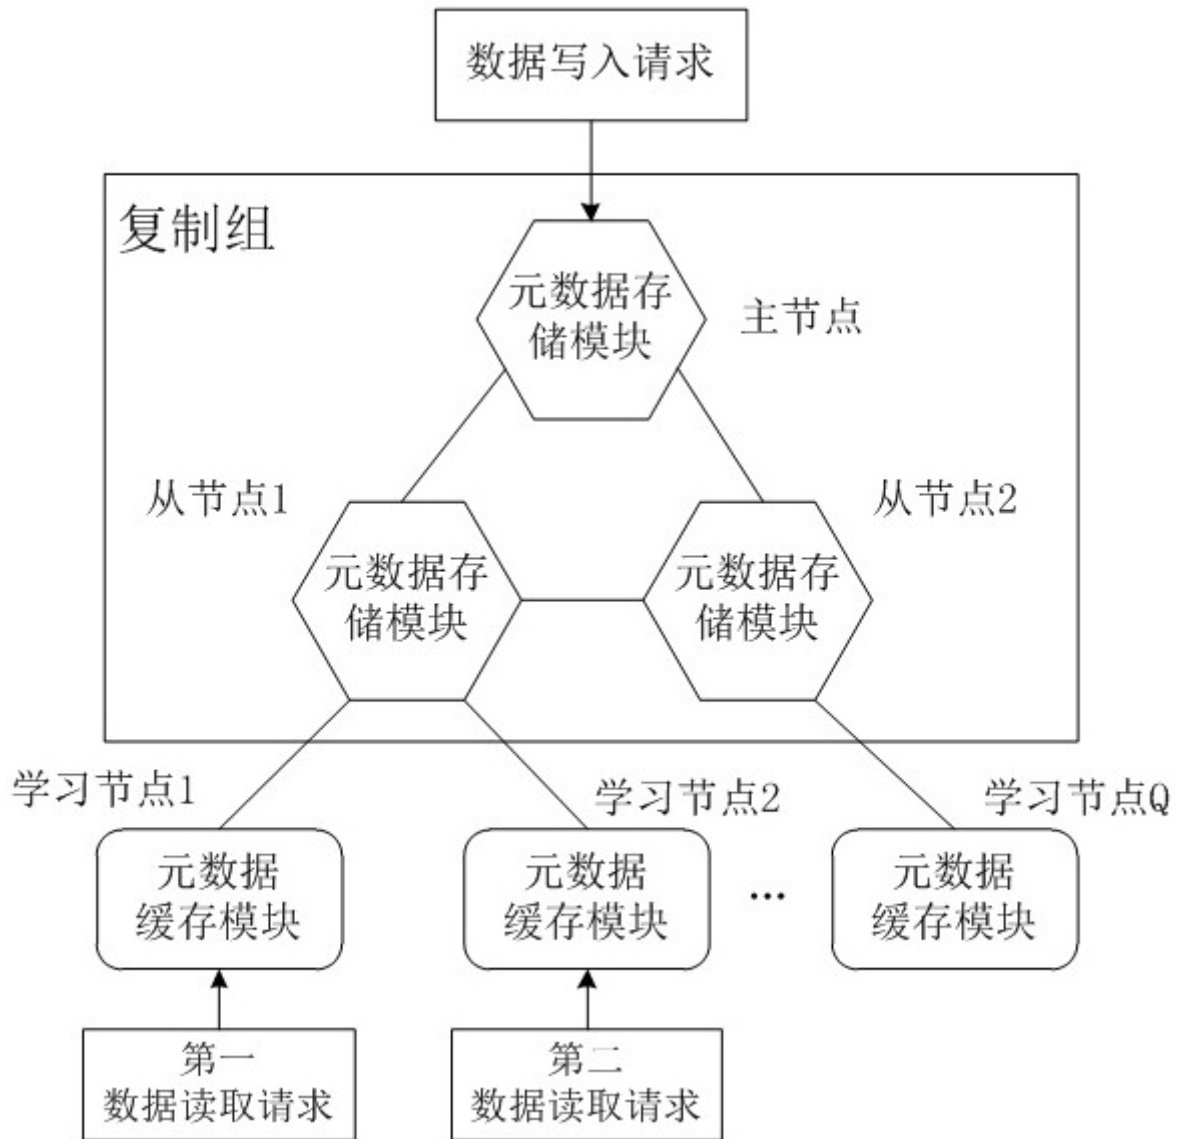 数据写入请求
复制组
元数据存
储模块
主节点
从节点1
从节点2
元数据存
储模块
元数据存
储模块
学习节点1
学习节点2
学习节点Q
元数据
缓存模块
元数据
缓存模块
...
元数据
缓存模块
第一
数据读取请求
第二
数据读取请求